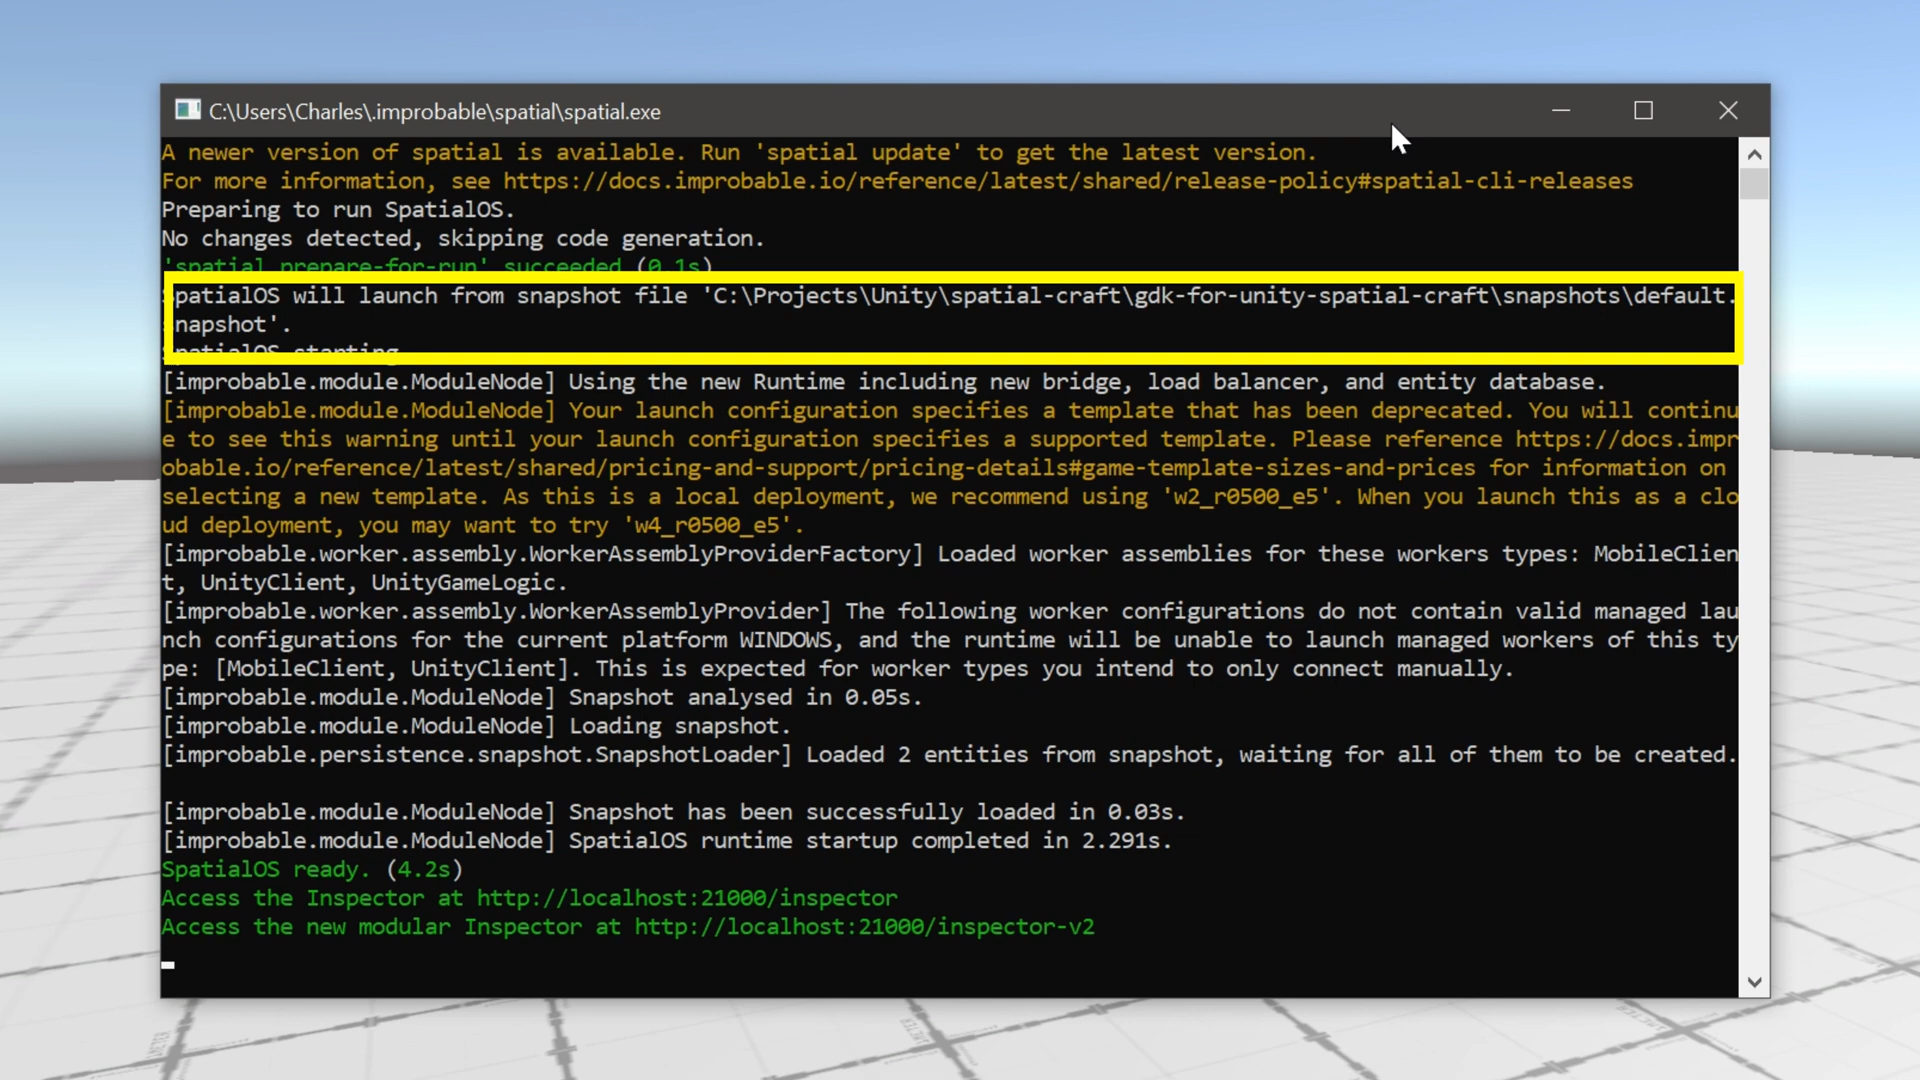 C:\Users\Charles\.improbable\spatial\spatial.exe
A newer version of spatial is available. Run 'spatial update' to get the latest version.
For more information, see https://docs.improbable.io/reference/latest/shared/release-policy#spatial-cli-releases
Preparing to run SpatialOS.
No changes detected, skipping code generation.
'spatial prepare-for-run' succeeded (0.1s)
SpatialOS will launch from snapshot file 'C:\Projects\Unity\spatial-craft\gdk-for-unity-spatial-craft\snapshots\default.
snapshot'.
SpatialOS starting
[improbable.module.ModuleNode] Using the new Runtime including new bridge, load balancer, and entity database.
[improbable.module.ModuleNode] Your launch configuration specifies a template that has been deprecated. You will continu
e to see this warning until your launch configuration specifies a supported template. Please reference https://docs.impr
obable.io/reference/latest/shared/pricing-and-support/pricing-details#game-template-sizes-and-prices for information on
selecting a new template. As this is a local deployment, we recommend using 'w2_r0500_e5'. When you launch this as a clo
ud deployment, you may want to try 'w4_r0500_e5'.
[improbable.worker.assembly.WorkerAssemblyProviderFactory] Loaded worker assemblies for these workers types: MobileClien
t, UnityClient, UnityGameLogic.
[improbable.worker.assembly.WorkerAssemblyProvider] The following worker configurations do not contain valid managed lau
nch configurations for the current platform WINDOWS, and the runtime will be unable to launch managed workers of this ty
pe: [MobileClient, UnityClient]. This is expected for worker types you intend to only connect manually.
[improbable.module.ModuleNode] Snapshot analysed in 0.05s.
[improbable.module.ModuleNode] Loading snapshot.
[improbable.persistence.snapshot.SnapshotLoader] Loaded 2 entities from snapshot, waiting for all of them to be created.
[improbable.module.ModuleNode] Snapshot has been successfully loaded in 0.03s.
[improbable.module.ModuleNode] SpatialOS runtime startup completed in 2.291s.
SpatialOS ready. (4.2s)
Access the Inspector at http://localhost:21000/inspector
Access the new modular Inspector at http://localhost:21000/inspector-v2